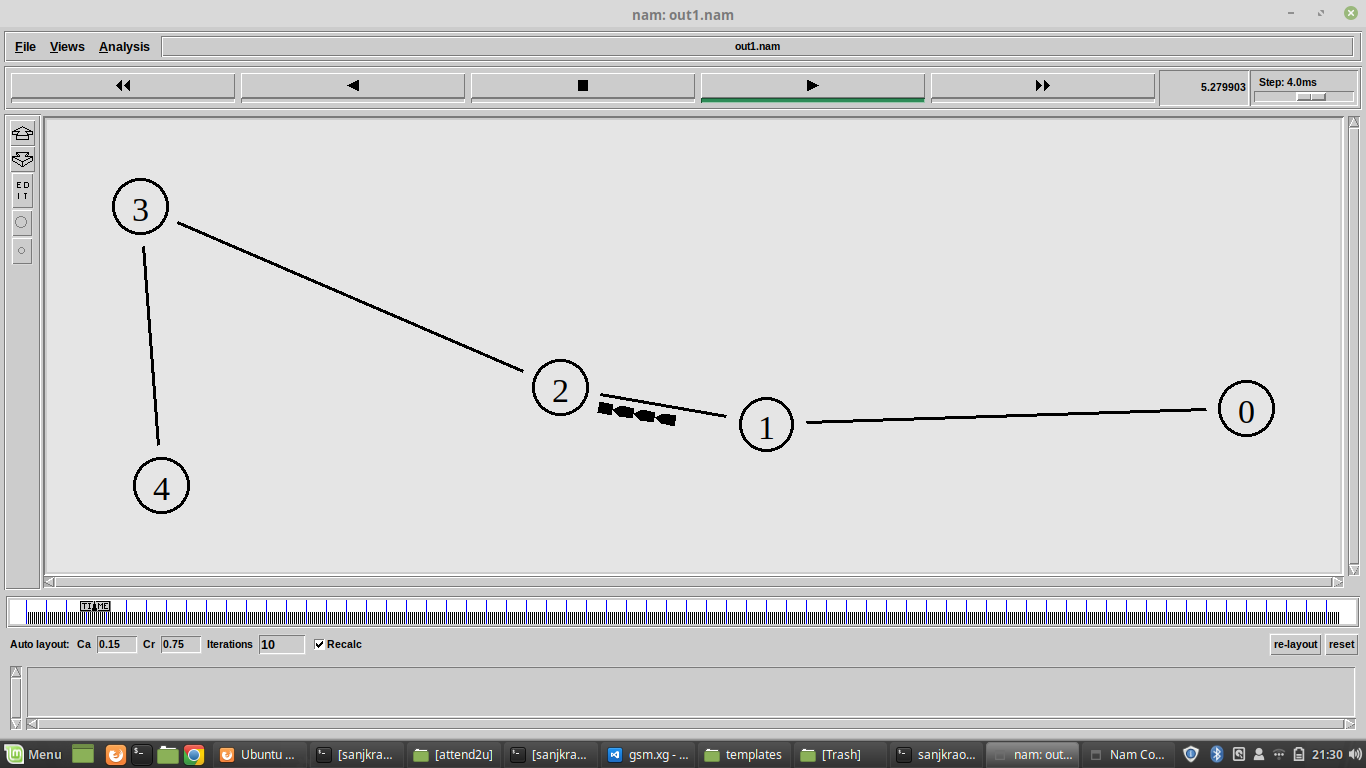 nam: out1.nam
File Views Analysis out1.nam
5.279903 Step: 4.0ms
ED
IT
3
2
1
0
4
TIME
Auto layout: Ca 0.15 Cr 0.75 Iterations 10 Recalc re-layout reset
Menu Ubuntu ... [sanjkra... [attend2u] [sanjkra... gsm.xg - ... templates [Trash] sanjkrao... nam: out... Nam Co... 21:30